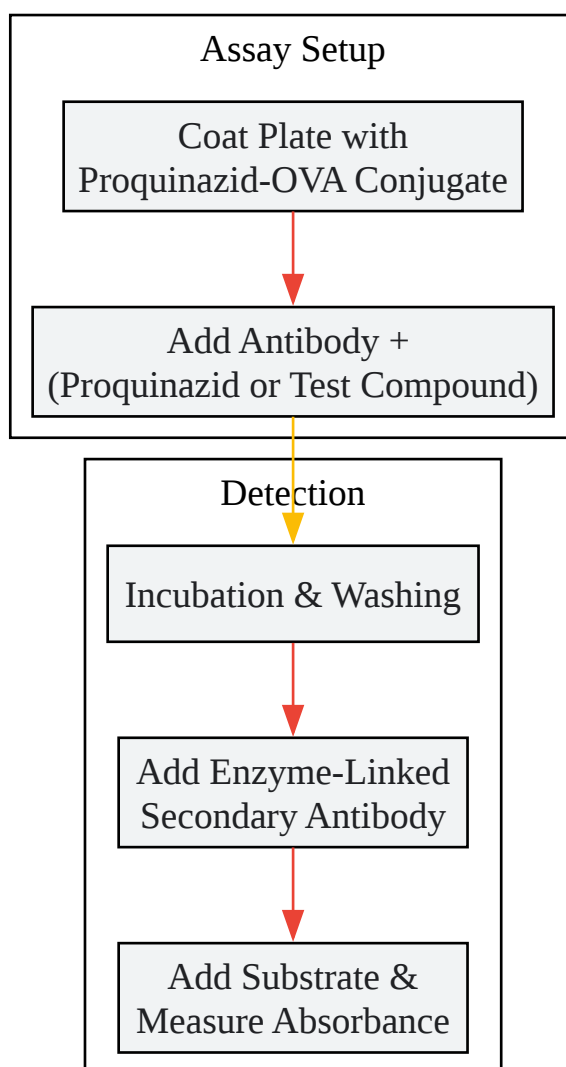 Assay Setup
Coat Plate with
Proquinazid-OVA Conjugate
Add Antibody +
(Proquinazid or Test Compound)
Detection
Incubation & Washing
Add Enzyme-Linked
Secondary Antibody
Add Substrate &
Measure Absorbance